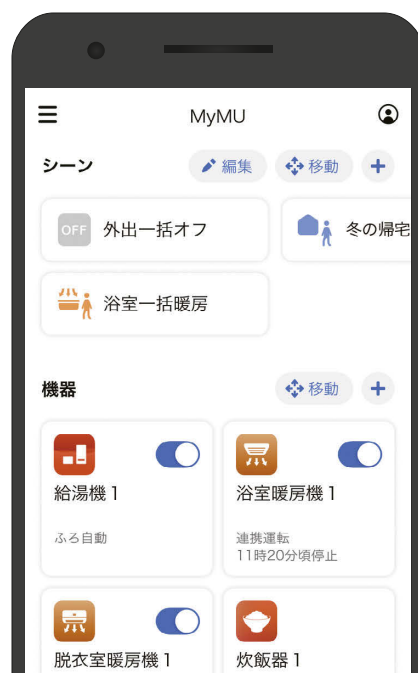 MyMU
シーン
編集
移動
OFF
外出一括オフ
冬の帰宅
浴室一括暖房
機器
移動
給湯機 1
ふろ自動
浴室暖房機 1
連携運転
11時20分頃停止
脱衣室暖房機 1
炊飯器 1